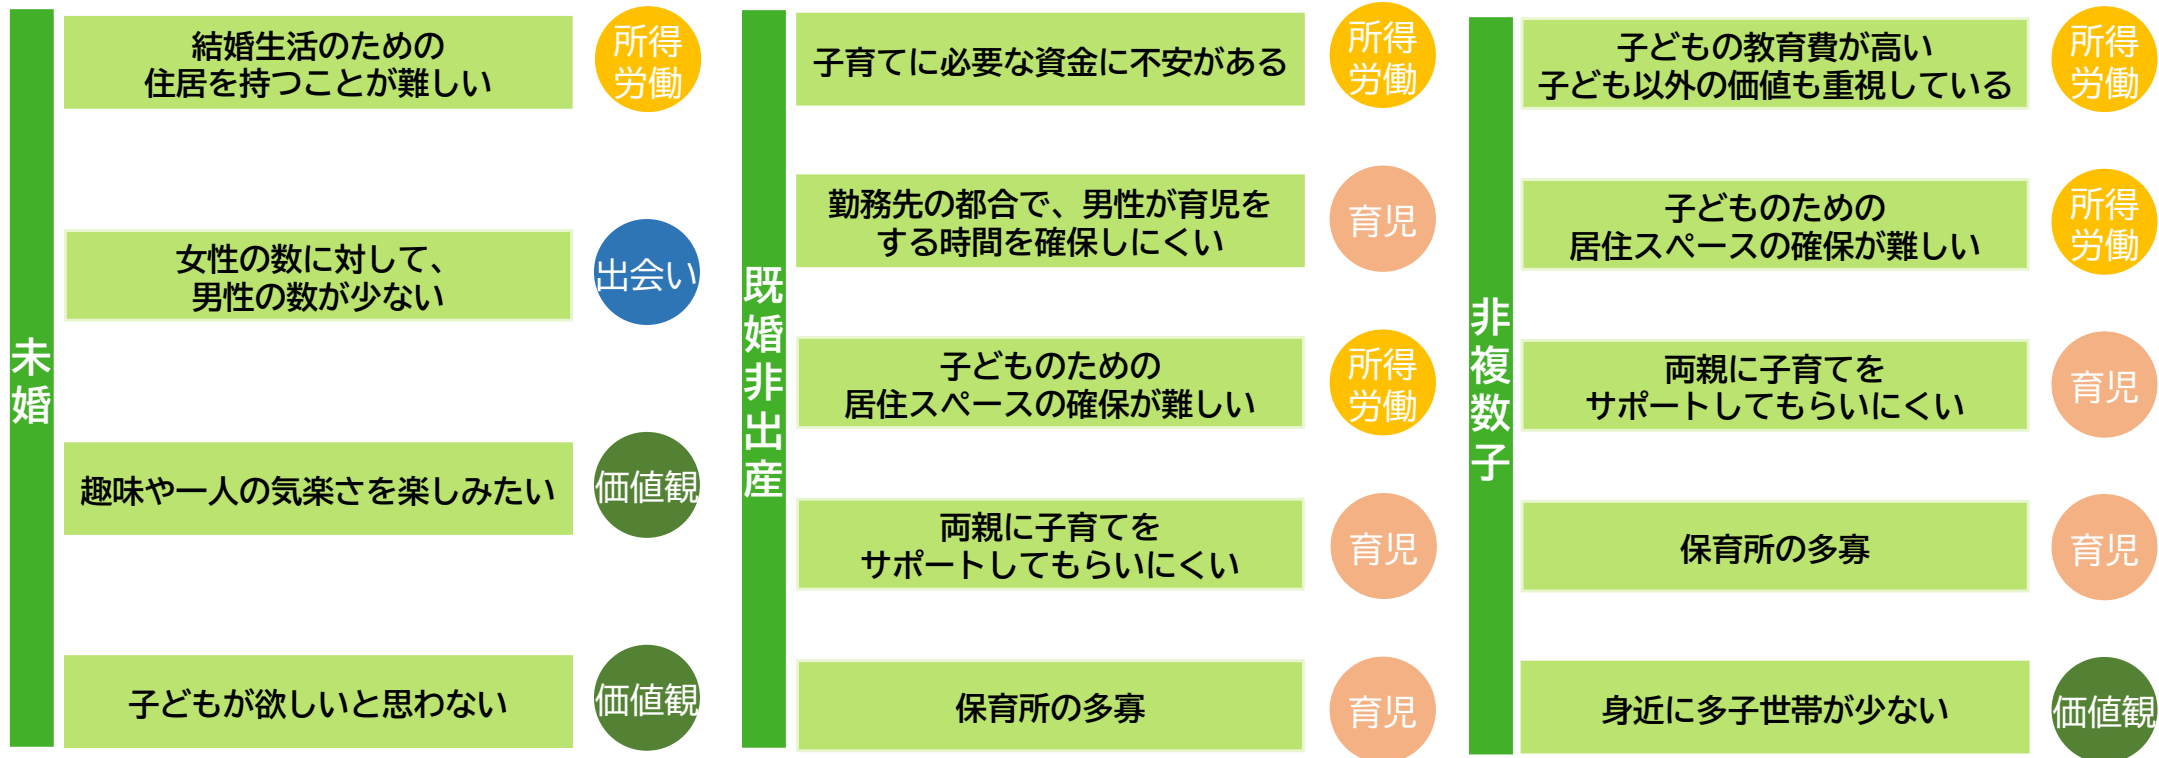 未婚
結婚生活のための
住居を持つことが難しい
所得
労働
女性の数に対して、
男性の数が少ない
出会い
趣味や一人の気楽さを楽しみたい
価値観
子どもが欲しいと思わない
価値観
既婚非出産
子育てに必要な資金に不安がある
所得
労働
勤務先の都合で、男性が育児を
する時間を確保しにくい
育児
子どものための
居住スペースの確保が難しい
所得
労働
両親に子育てを
サポートしてもらいにくい
育児
保育所の多寡
育児
非複数子
子どもの教育費が高い
子ども以外の価値も重視している
所得
労働
子どものための
居住スペースの確保が難しい
所得
労働
両親に子育てを
サポートしてもらいにくい
育児
保育所の多寡
育児
身近に多子世帯が少ない
価値観